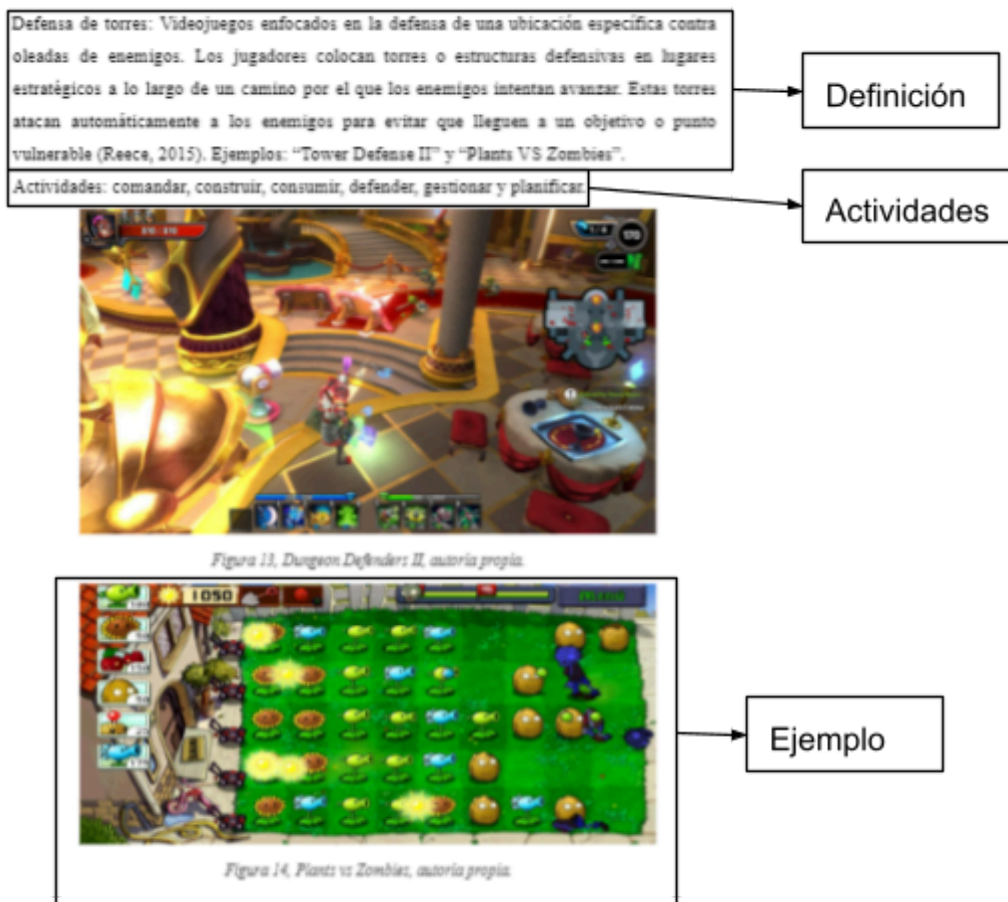 Defensa de torres: Videojuegos enfocados en la defensa de una ubicación específica contra
oleadas de enemigos. Los jugadores colocan torres o estructuras defensivas en lugares
estratégicos a lo largo de un camino por el que los enemigos intentan avanzar. Estas torres
atacan automáticamente a los enemigos para evitar que lleguen a un objetivo o punto
vulnerable (Reece, 2015). Ejemplos: “Tower Defense II” y “Plants VS Zombies”.
Definición
Actividades: comandar, construir, consumir, defender, gestionar y planificar.
Actividades
170
Figura 13, Dungeon Defenders II, autoría propia.
1050
Ejemplo
Figura 14, Plants vs Zombies, autoría propia.